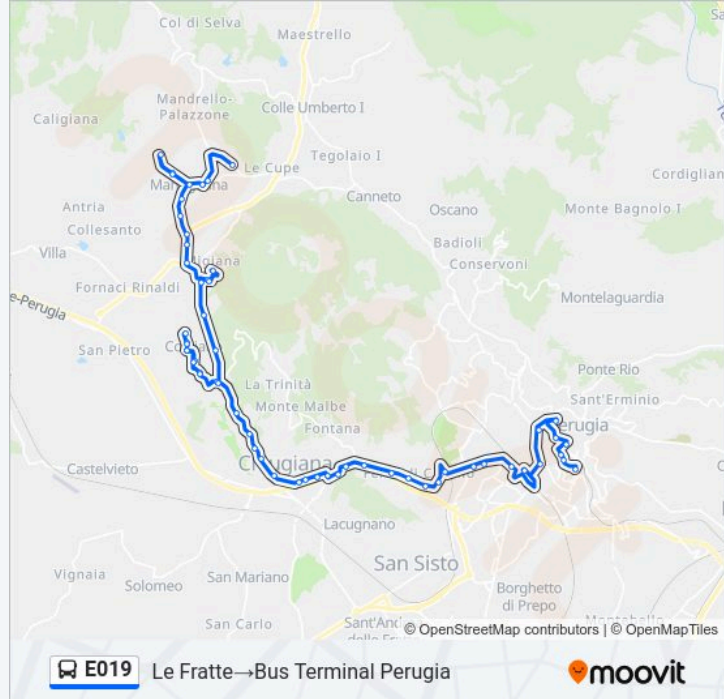 Col di Selva
Maestrello
Mandrello-
Palazzone
Colle Umberto I
Caligiana
Tegolaio I
Le Cupe
Cordiglian
Canneto
Antria
Oscano
Monte Bagnolo I
Collesanto
Badioli
Villa
Conservoni
Migiana
Fornaci Rinaldi
Montelaguardia
e-Perugia
San Pietro
Ponte Rio
La Trinità
Sant'Erminio
Monte Malbe
Perugia
Fontana
Castelvieto
Lacugnano
San Sisto
Vignaia
Solomeo
San Mariano
Borghetto
di Prepo
San Carlo
© OpenStreetMap contributors | © OpenMapTiles
E019
Le Fratte→Bus Terminal Perugia
moovit